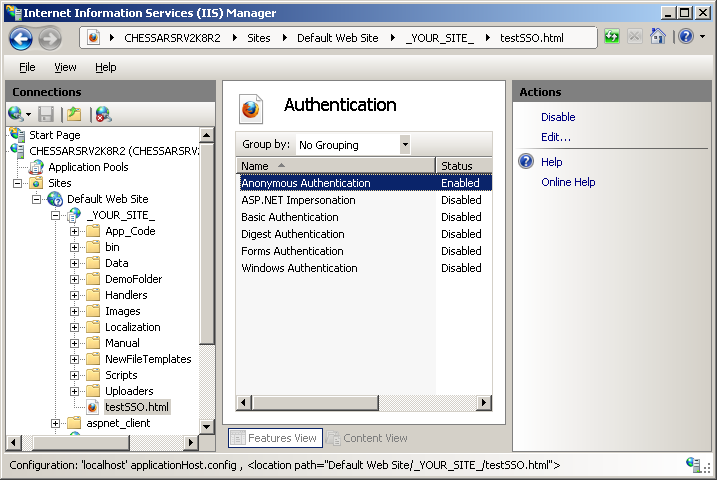 Internet Information Services (IIS) Manager
CHESSARSRV2K8R2 Sites Default Web Site _YOUR_SITE_ testSSO.html
File View Help
Connections
Start Page
CHESSARSRV2K8R2 (CHESSARSRV2
Application Pools
Sites
Default Web Site
_YOUR_SITE_
App_Code
bin
Data
DemoFolder
Handlers
Images
Localization
Manual
NewFileTemplates
Scripts
Uploaders
testSSO.html
aspnet_client
Authentication
Group by: No Grouping
Name Status
Anonymous Authentication Enabled
ASP.NET Impersonation Disabled
Basic Authentication Disabled
Digest Authentication Disabled
Forms Authentication Disabled
Windows Authentication Disabled
Features View Content View
Actions
Disable
Edit...
Help
Online Help
Configuration: 'localhost' applicationHost.config , <location path="Default Web Site/_YOUR_SITE_/testSSO.html">